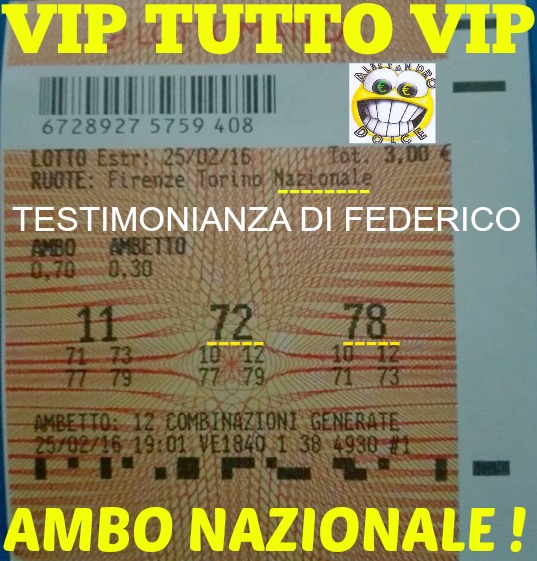 VIP TUTTO VIP
ALESSANDRO
€ €
DOLCE
6728927 5759 408
LOTTO Estr: 25/02/16 Tot. 3,00 €
RUOTE: Firenze Torino Nazionale
TESTIMONIANZA DI FEDERICO
AMBO AMBETTO
0,70 0,30
11 72 78
71 73 10 12 10 12
77 79 77 79 71 73
AMBETTO: 12 COMBINAZIONI GENERATE
25/02/16 19:01 VE1840 1 38 4930 #1
AMBO NAZIONALE !